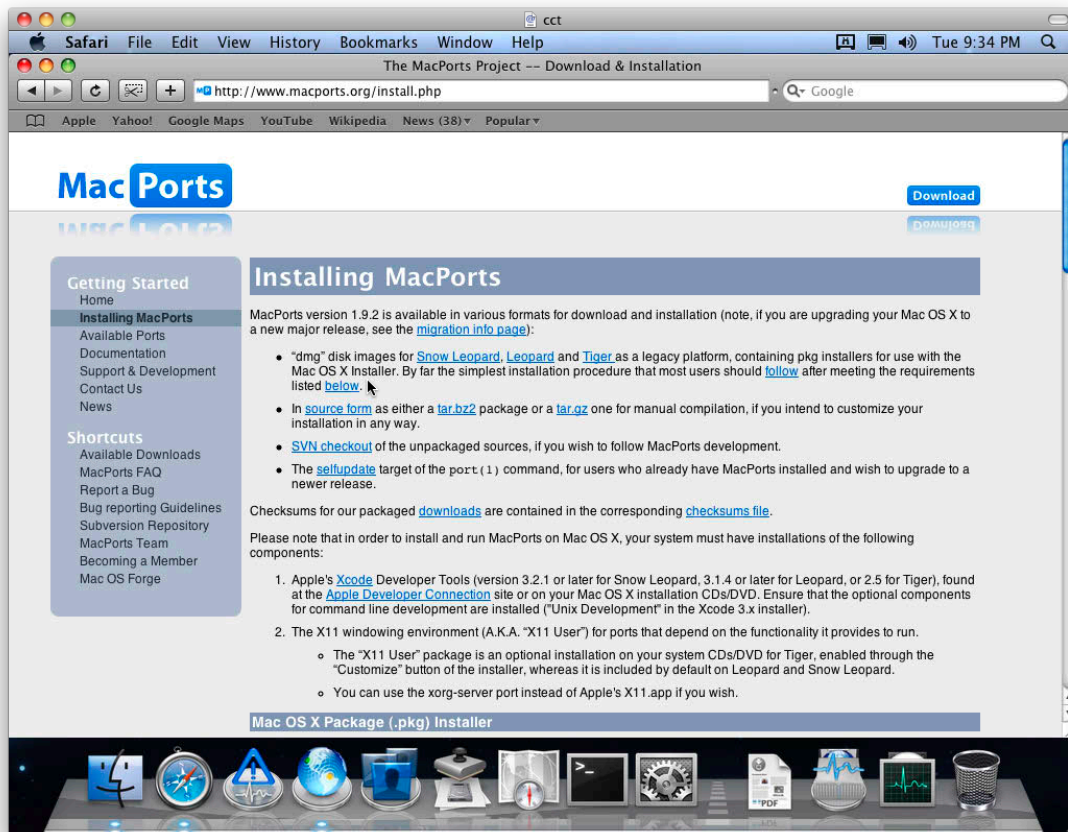 cct
Safari File Edit View History Bookmarks Window Help Tue 9:34 PM
The MacPorts Project -- Download & Installation
http://www.macports.org/install.php Google
Apple Yahoo! Google Maps YouTube Wikipedia News (38) Popular
MacPorts
Download
Getting Started
Home
Installing MacPorts
Available Ports
Documentation
Support & Development
Contact Us
News
Shortcuts
Available Downloads
MacPorts FAQ
Report a Bug
Bug reporting Guidelines
Subversion Repository
MacPorts Team
Becoming a Member
Mac OS Forge
Installing MacPorts
MacPorts version 1.9.2 is available in various formats for download and installation (note, if you are upgrading your Mac OS X to
a new major release, see the migration info page):
• “dmg” disk images for Snow Leopard, Leopard and Tiger as a legacy platform, containing pkg installers for use with the
Mac OS X Installer. By far the simplest installation procedure that most users should follow after meeting the requirements
listed below.
• In source form as either a tar.bz2 package or a tar.gz one for manual compilation, if you intend to customize your
installation in any way.
• SVN checkout of the unpackaged sources, if you wish to follow MacPorts development.
• The selfupdate target of the port(1) command, for users who already have MacPorts installed and wish to upgrade to a
newer release.
Checksums for our packaged downloads are contained in the corresponding checksums file.
Please note that in order to install and run MacPorts on Mac OS X, your system must have installations of the following
components:
1. Apple's Xcode Developer Tools (version 3.2.1 or later for Snow Leopard, 3.1.4 or later for Leopard, or 2.5 for Tiger), found
at the Apple Developer Connection site or on your Mac OS X installation CDs/DVD. Ensure that the optional components
for command line development are installed ("Unix Development" in the Xcode 3.x installer).
2. The X11 windowing environment (A.K.A. “X11 User”) for ports that depend on the functionality it provides to run.
The “X11 User” package is an optional installation on your system CDs/DVD for Tiger, enabled through the
“Customize” button of the installer, whereas it is included by default on Leopard and Snow Leopard.
You can use the xorg-server port instead of Apple's X11.app if you wish.
Mac OS X Package (.pkg) Installer
>_
PDF